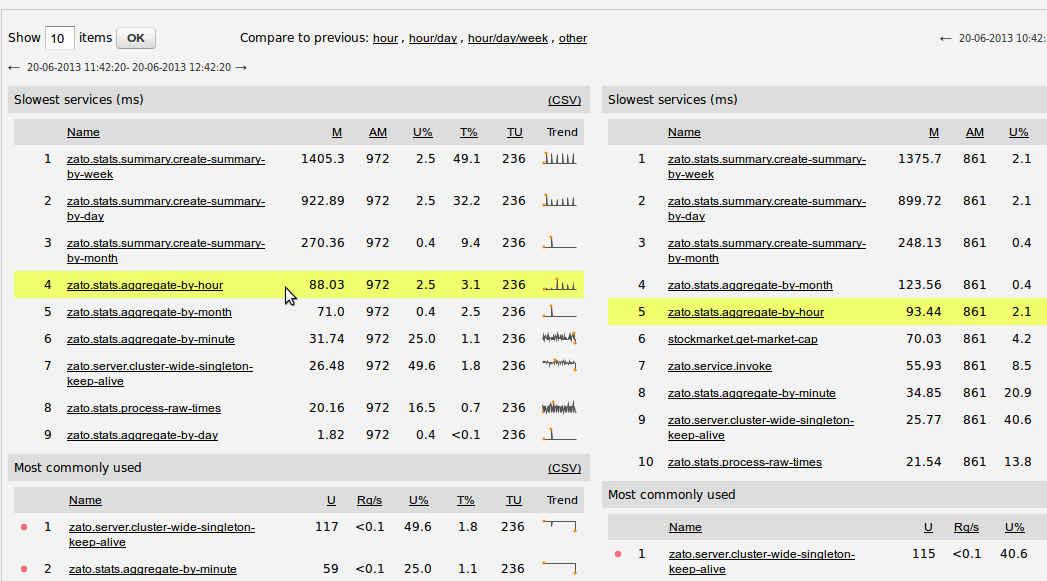 Show 10 items OK Compare to previous: hour , hour/day , hour/day/week , other
← 20-06-2013 11:42:20- 20-06-2013 12:42:20 →
Slowest services (ms) (CSV)
Name M AM U% T% TU Trend
1 zato.stats.summary.create-summary- 1405.3 972 2.5 49.1 236
by-week
2 zato.stats.summary.create-summary- 922.89 972 2.5 32.2 236
by-day
3 zato.stats.summary.create-summary- 270.36 972 0.4 9.4 236
by-month
4 zato.stats.aggregate-by-hour 88.03 972 2.5 3.1 236
5 zato.stats.aggregate-by-month 71.0 972 0.4 2.5 236
6 zato.stats.aggregate-by-minute 31.74 972 25.0 1.1 236
7 zato.server.cluster-wide-singleton- 26.48 972 49.6 1.8 236
keep-alive
8 zato.stats.process-raw-times 20.16 972 16.5 0.7 236
9 zato.stats.aggregate-by-day 1.82 972 0.4 <0.1 236
Most commonly used (CSV)
Name U Rq/s U% T% TU Trend
1 zato.server.cluster-wide-singleton- 117 <0.1 49.6 1.8 236
keep-alive
2 zato.stats.aggregate-by-minute 59 <0.1 25.0 1.1 236
← 20-06-2013 10:42:
Slowest services (ms)
Name M AM U%
1 zato.stats.summary.create-summary- 1375.7 861 2.1
by-week
2 zato.stats.summary.create-summary- 899.72 861 2.1
by-day
3 zato.stats.summary.create-summary- 248.13 861 0.4
by-month
4 zato.stats.aggregate-by-month 123.56 861 0.4
5 zato.stats.aggregate-by-hour 93.44 861 2.1
6 stockmarket.get-market-cap 70.03 861 4.2
7 zato.service.invoke 55.93 861 8.5
8 zato.stats.aggregate-by-minute 34.85 861 20.9
9 zato.server.cluster-wide-singleton- 25.77 861 40.6
keep-alive
10 zato.stats.process-raw-times 21.54 861 13.8
Most commonly used
Name U Rq/s U%
1 zato.server.cluster-wide-singleton- 115 <0.1 40.6
keep-alive